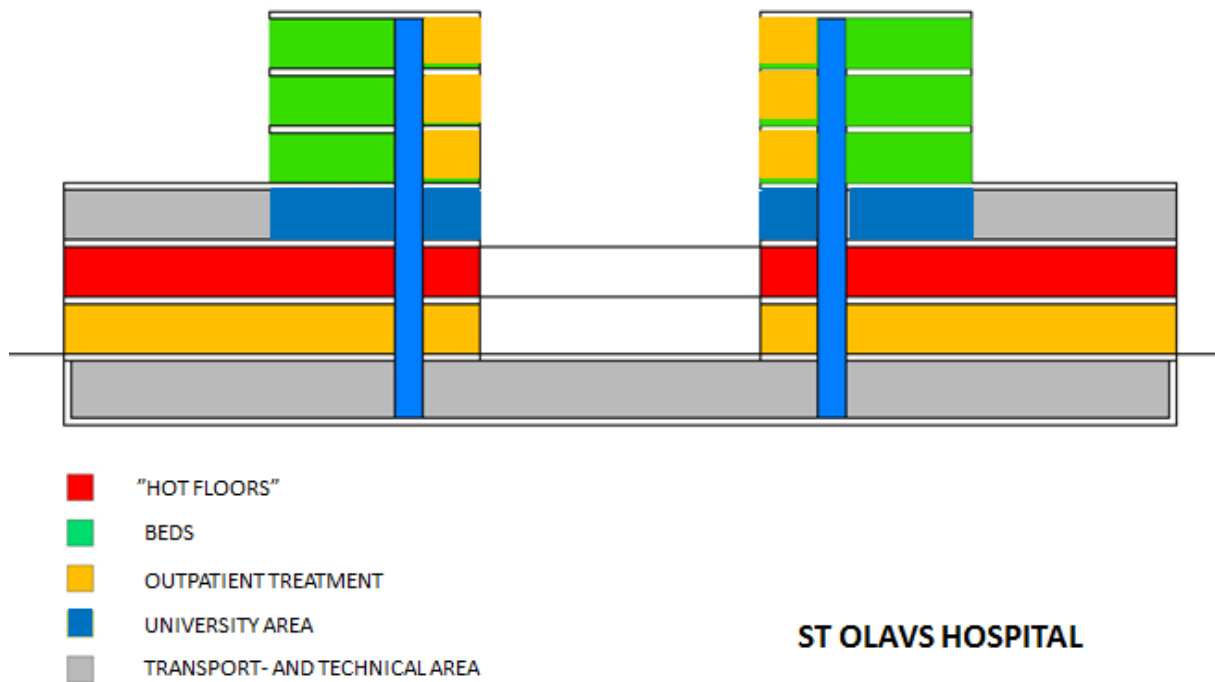 ”HOT FLOORS”
BEDS
OUTPATIENT TREATMENT
UNIVERSITY AREA
TRANSPORT- AND TECHNICAL AREA
ST OLAVS HOSPITAL